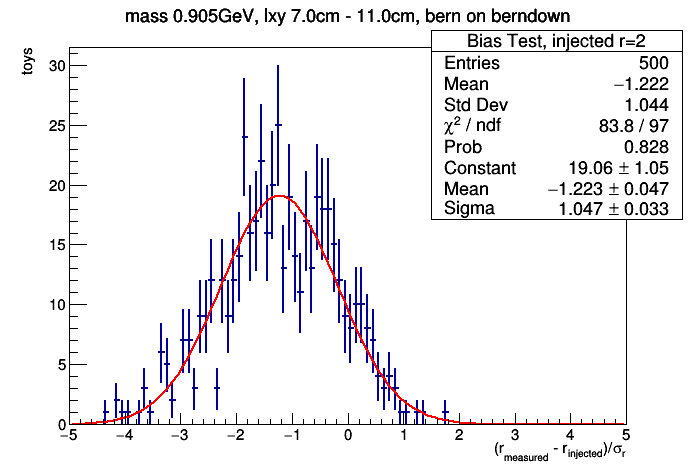 mass 0.905GeV, lxy 7.0cm - 11.0cm, bern on berndown
Bias Test, injected r=2
Entries 500
Mean −1.222
Std Dev 1.044
χ² / ndf 83.8 / 97
Prob 0.828
Constant 19.06 ± 1.05
Mean −1.223 ± 0.047
Sigma 1.047 ± 0.033
toys
30
25
20
15
10
5
0
−5 −4 −3 −2 −1 0 1 2 3 4 5
(r_measured - r_injected)/σ_r